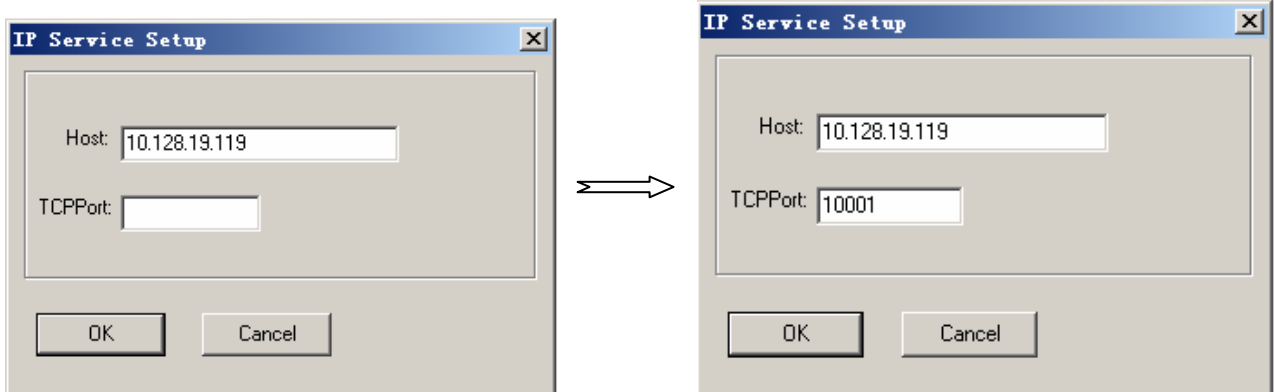 IP Service Setup
Host: 10.128.19.119
TCPPort:
OK Cancel
IP Service Setup
Host: 10.128.19.119
TCPPort: 10001
OK Cancel